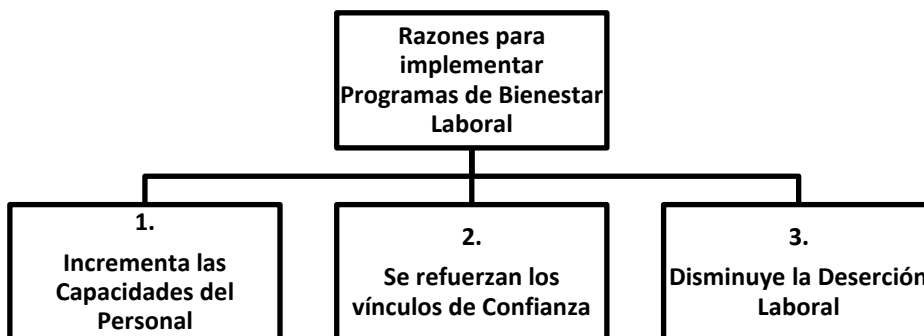 Razones para
implementar
Programas de Bienestar
Laboral
1.
Incrementa las
Capacidades del
Personal
2.
Se refuerzan los
vínculos de Confianza
3.
Disminuye la Deserción
Laboral